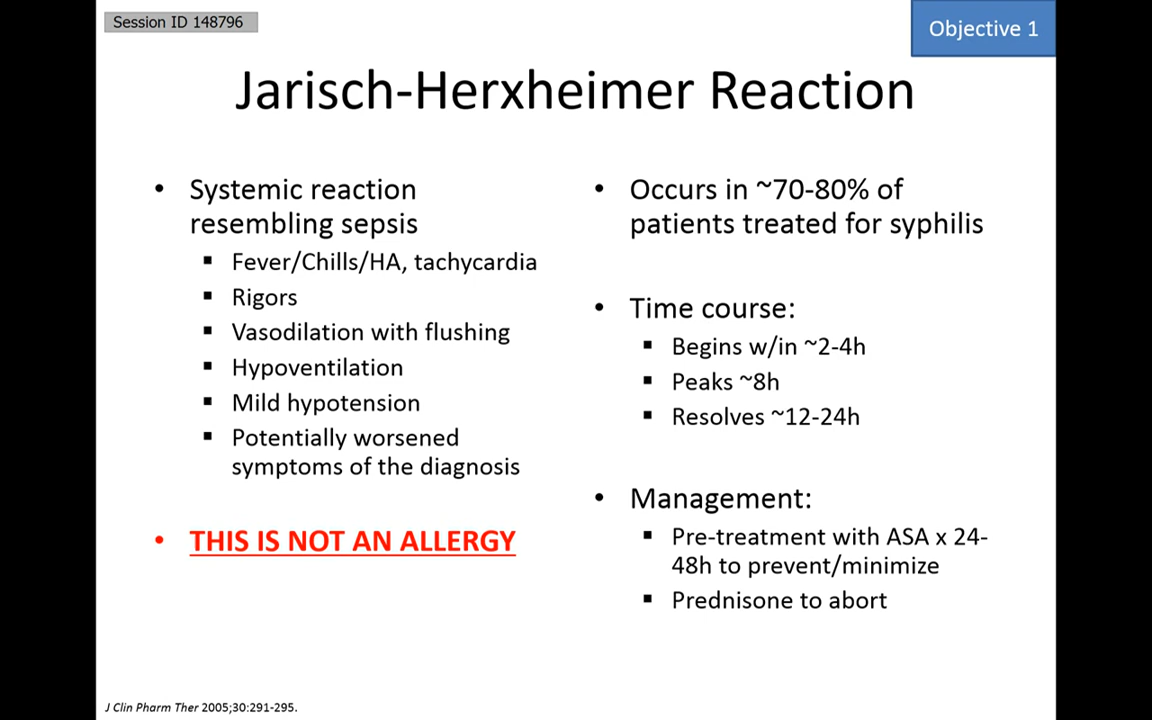 Session ID 148796
Objective 1
Jarisch-Herxheimer Reaction
• Systemic reaction
resembling sepsis
▪ Fever/Chills/HA, tachycardia
▪ Rigors
▪ Vasodilation with flushing
▪ Hypoventilation
▪ Mild hypotension
▪ Potentially worsened
symptoms of the diagnosis
• THIS IS NOT AN ALLERGY
• Occurs in ~70-80% of
patients treated for syphilis
• Time course:
▪ Begins w/in ~2-4h
▪ Peaks ~8h
▪ Resolves ~12-24h
• Management:
▪ Pre-treatment with ASA x 24-
48h to prevent/minimize
▪ Prednisone to abort
J Clin Pharm Ther 2005;30:291-295.